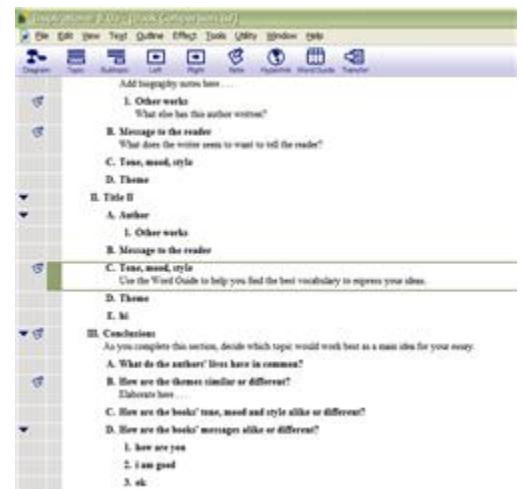 Inspiration 8.0a - [Book Comparison.isf]
File Edit View Text Outline Effect Tools Utility Window Help
Diagram Topic Subtopic Left Right Note Hyperlink Word Guide Transfer
Add biography notes here . . .
1. Other works
What else has this author written?
B. Message to the reader
What does the writer seem to want to tell the reader?
C. Tone, mood, style
D. Theme
II. Title II
A. Author
1. Other works
B. Message to the reader
C. Tone, mood, style
Use the Word Guide to help you find the best vocabulary to express your ideas.
D. Theme
E. hi
III. Conclusions
As you complete this section, decide which topic would work best as a main idea for your essay.
A. What do the authors' lives have in common?
B. How are the themes similar or different?
Elaborate here . . .
C. How are the books' tone, mood and style alike or different?
D. How are the books' messages alike or different?
1. how are you
2. i am good
3. ok